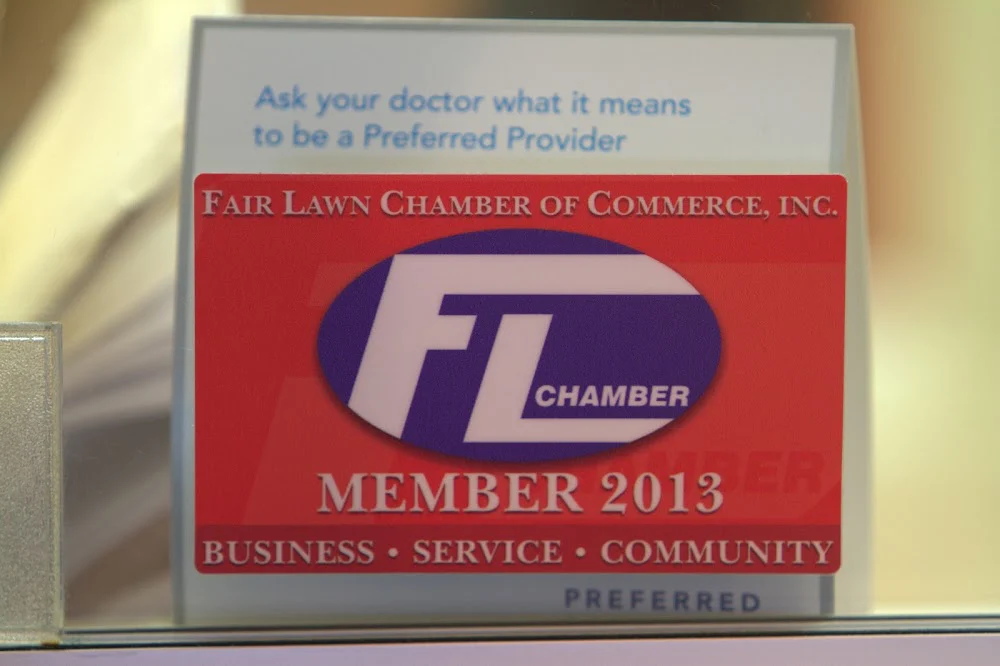 Ask your doctor what it means
to be a Preferred Provider
FAIR LAWN CHAMBER OF COMMERCE, INC.
FL
CHAMBER
CHAMBER
MEMBER 2013
BUSINESS • SERVICE • COMMUNITY
PREFERRED